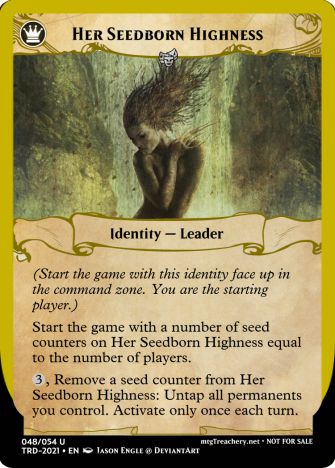 Her Seedborn Highness
Identity — Leader
(Start the game with this identity face up in
the command zone. You are the starting
player.)
Start the game with a number of seed
counters on Her Seedborn Highness equal
to the number of players.
3, Remove a seed counter from Her
Seedborn Highness: Untap all permanents
you control. Activate only once each turn.
048/054 U
TRD-2021 • EN Jason Engle @ DeviantArt
mtgTreachery.net • NOT FOR SALE